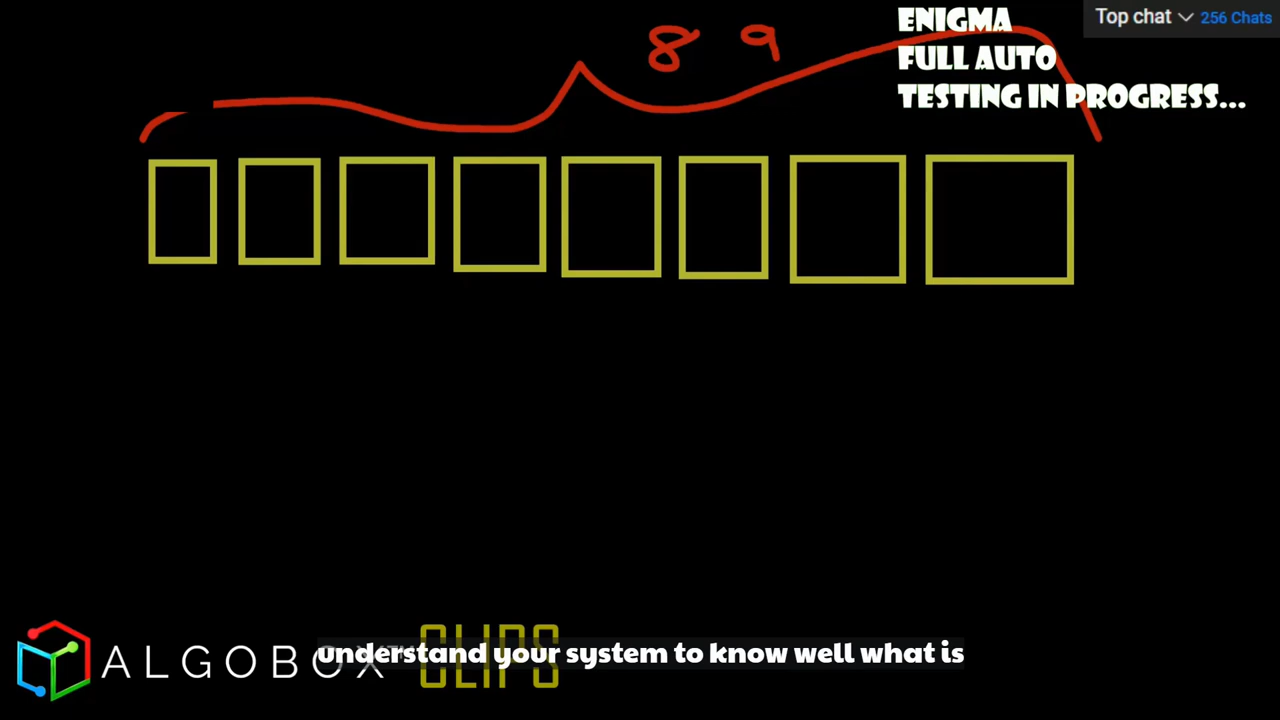 ENIGMA
FULL AUTO
TESTING IN PROGRESS...
Top chat 256 Chats
8 9
ALGOBOX CLIPS
understand your system to know well what is